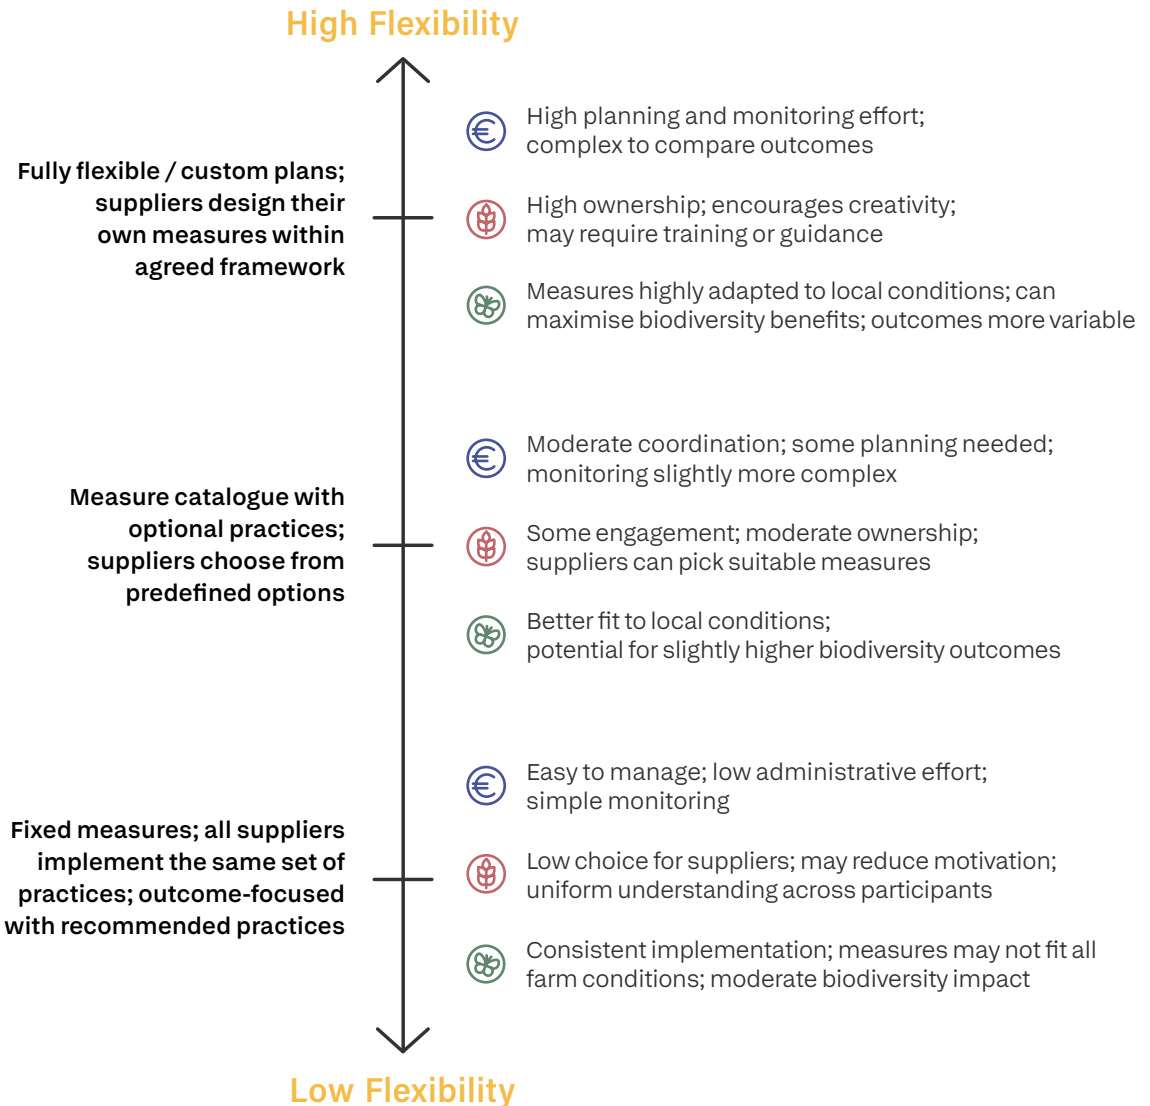 High Flexibility
Fully flexible / custom plans;
suppliers design their
own measures within
agreed framework
High planning and monitoring effort;
complex to compare outcomes
High ownership; encourages creativity;
may require training or guidance
Measures highly adapted to local conditions; can
maximise biodiversity benefits; outcomes more variable
Measure catalogue with
optional practices;
suppliers choose from
predefined options
Moderate coordination; some planning needed;
monitoring slightly more complex
Some engagement; moderate ownership;
suppliers can pick suitable measures
Better fit to local conditions;
potential for slightly higher biodiversity outcomes
Fixed measures; all suppliers
implement the same set of
practices; outcome-focused
with recommended practices
Easy to manage; low administrative effort;
simple monitoring
Low choice for suppliers; may reduce motivation;
uniform understanding across participants
Consistent implementation; measures may not fit all
farm conditions; moderate biodiversity impact
Low Flexibility